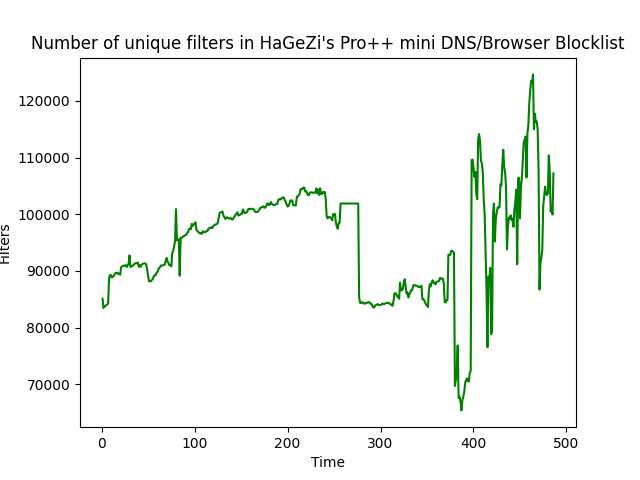 Number of unique filters in HaGeZi's Pro++ mini DNS/Browser Blocklist
120000
110000
100000
90000
80000
70000
Filters
0 100 200 300 400 500
Time